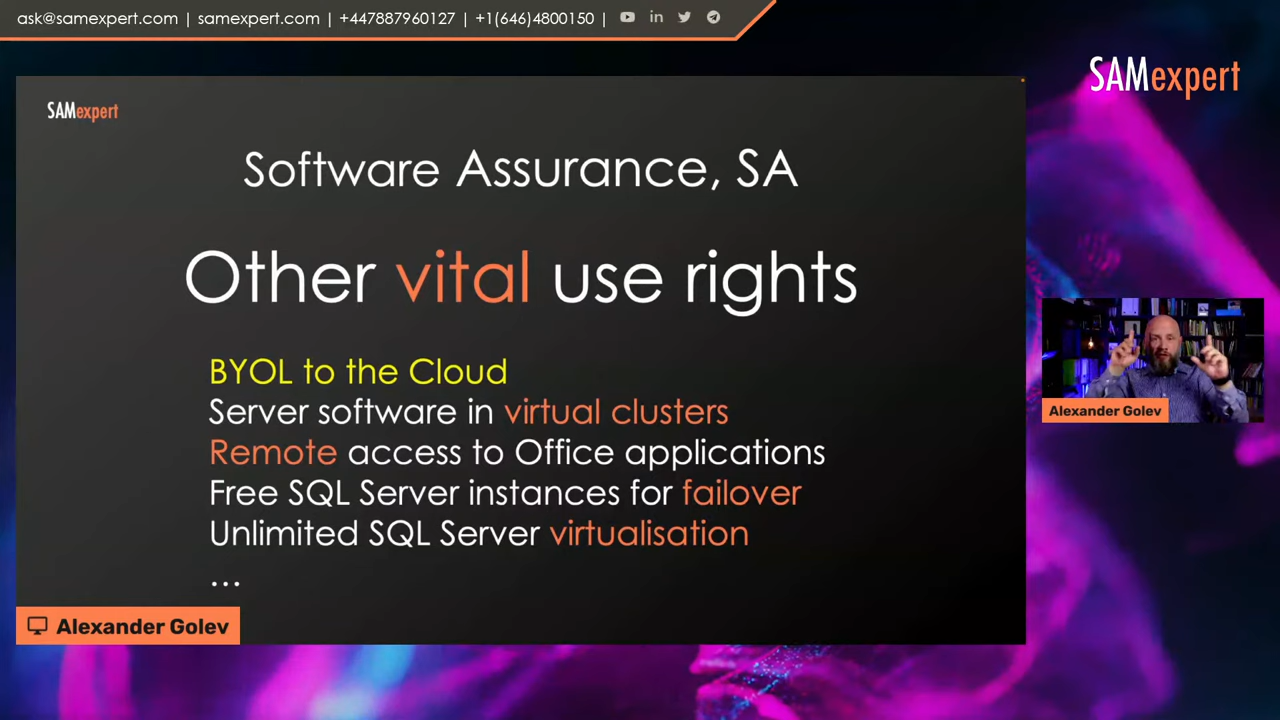 ask@samexpert.com | samexpert.com | +447887960127 | +1(646)4800150 |
SAMexpert
SAMexpert
Software Assurance, SA
Other vital use rights
BYOL to the Cloud
Server software in virtual clusters
Remote access to Office applications
Free SQL Server instances for failover
Unlimited SQL Server virtualisation
...
Alexander Golev
Alexander Golev